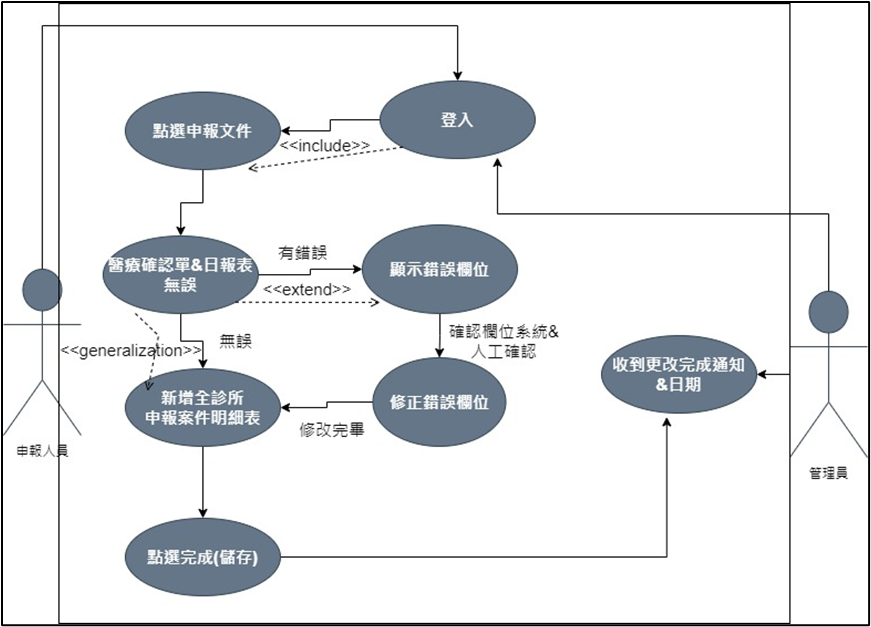 登入
點選申報文件
<<include>>
有錯誤
醫療確認單&日報表
無誤
顯示錯誤欄位
<<extend>>
確認欄位系統&
人工確認
<<generalization>>
無誤
收到更改完成通知
&日期
新增全診所
申報案件明細表
修正錯誤欄位
修改完畢
申報人員
管理員
點選完成(儲存)